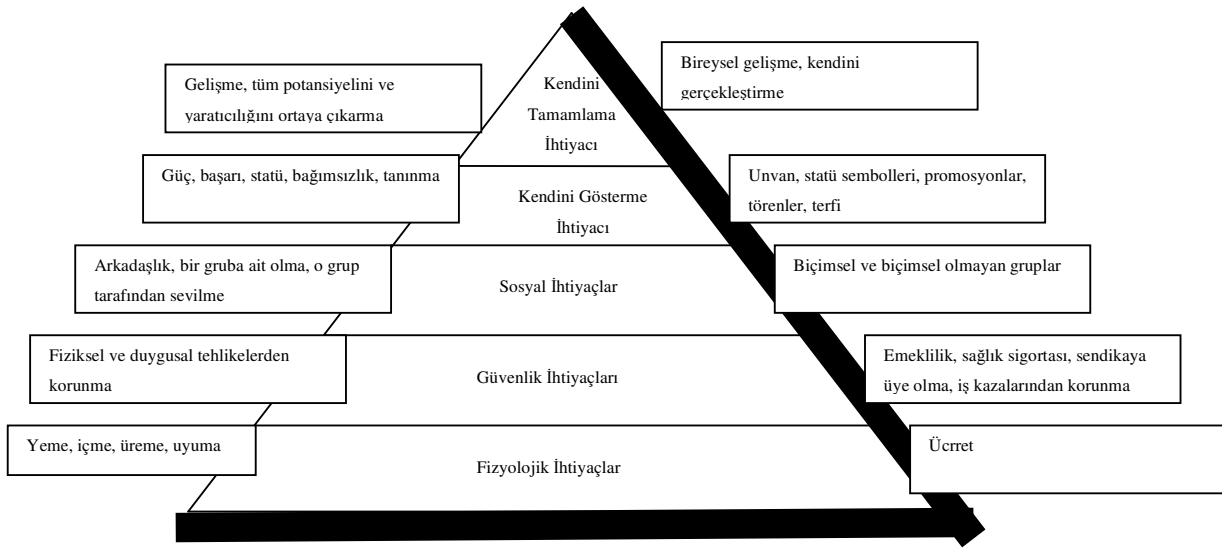 Gelişme, tüm potansiyelini ve
yaratıcılığını ortaya çıkarma
Kendini
Tamamlama
İhtiyacı
Bireysel gelişme, kendini
gerçekleştirme
Güç, başarı, statü, bağımsızlık, tanınma
Kendini Gösterme
İhtiyacı
Unvan, statü sembolleri, promosyonlar,
törenler, terfi
Arkadaşlık, bir gruba ait olma, o grup
tarafından sevilme
Sosyal İhtiyaçlar
Biçimsel ve biçimsel olmayan gruplar
Fiziksel ve duygusal tehlikelerden
korunma
Güvenlik İhtiyaçları
Emeklilik, sağlık sigortası, sendikaya
üye olma, iş kazalarından korunma
Yeme, içme, üreme, uyuma
Fizyolojik İhtiyaçlar
Ücrret